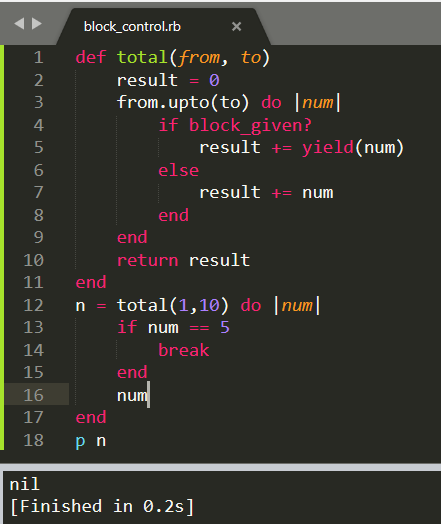 block_control.rb ×
1 def total(from, to)
2     result = 0
3     from.upto(to) do |num|
4         if block_given?
5             result += yield(num)
6         else
7             result += num
8         end
9     end
10     return result
11 end
12 n = total(1,10) do |num|
13     if num == 5
14         break
15     end
16     num
17 end
18 p n
nil
[Finished in 0.2s]